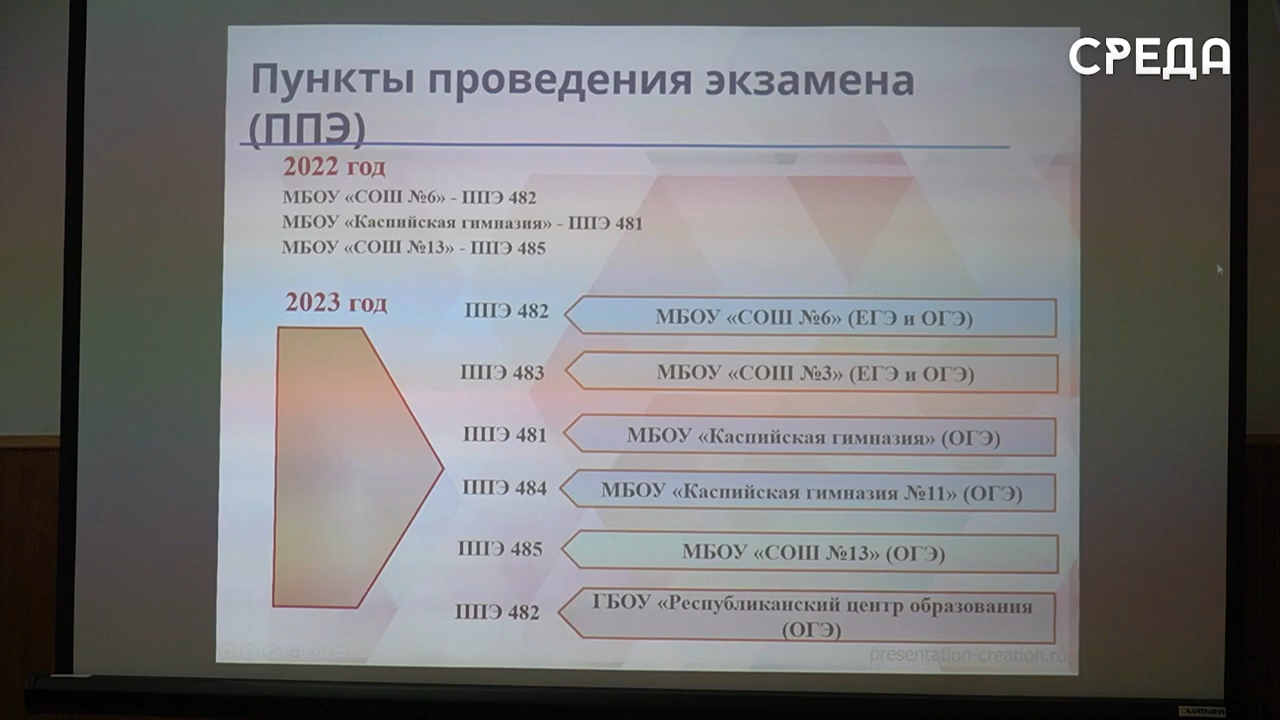 СРЕДА
Пункты проведения экзамена
(ППЭ)
2022 год
МБОУ «СОШ №6» - ППЭ 482
МБОУ «Каспийская гимназия» - ППЭ 481
МБОУ «СОШ №13» - ППЭ 485
2023 год
ППЭ 482 МБОУ «СОШ №6» (ЕГЭ и ОГЭ)
ППЭ 483 МБОУ «СОШ №3» (ЕГЭ и ОГЭ)
ППЭ 481 МБОУ «Каспийская гимназия» (ОГЭ)
ППЭ 484 МБОУ «Каспийская гимназия №11» (ОГЭ)
ППЭ 485 МБОУ «СОШ №13» (ОГЭ)
ППЭ 482 ГБОУ «Республиканский центр образования
(ОГЭ)
presentation-creation.ru
Lumien